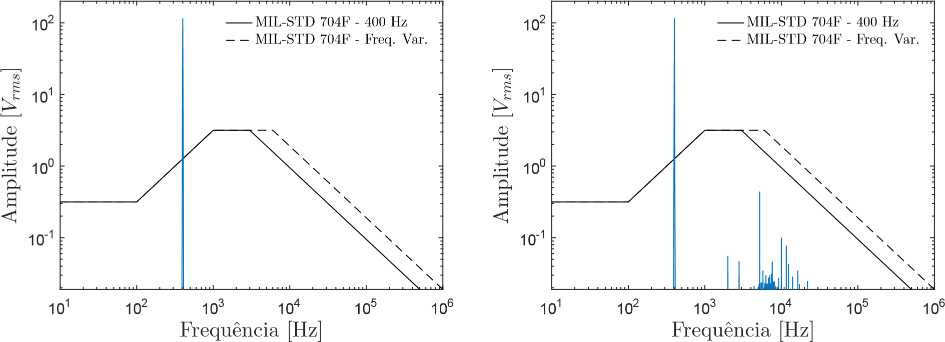 MIL-STD 704F - 400 Hz
MIL-STD 704F - Freq. Var.
10^2
10^1
10^0
10^-1
Amplitude [V_rms]
10^1 10^2 10^3 10^4 10^5 10^6
Frequência [Hz]
MIL-STD 704F - 400 Hz
MIL-STD 704F - Freq. Var.
10^2
10^1
10^0
10^-1
Amplitude [V_rms]
10^1 10^2 10^3 10^4 10^5 10^6
Frequência [Hz]